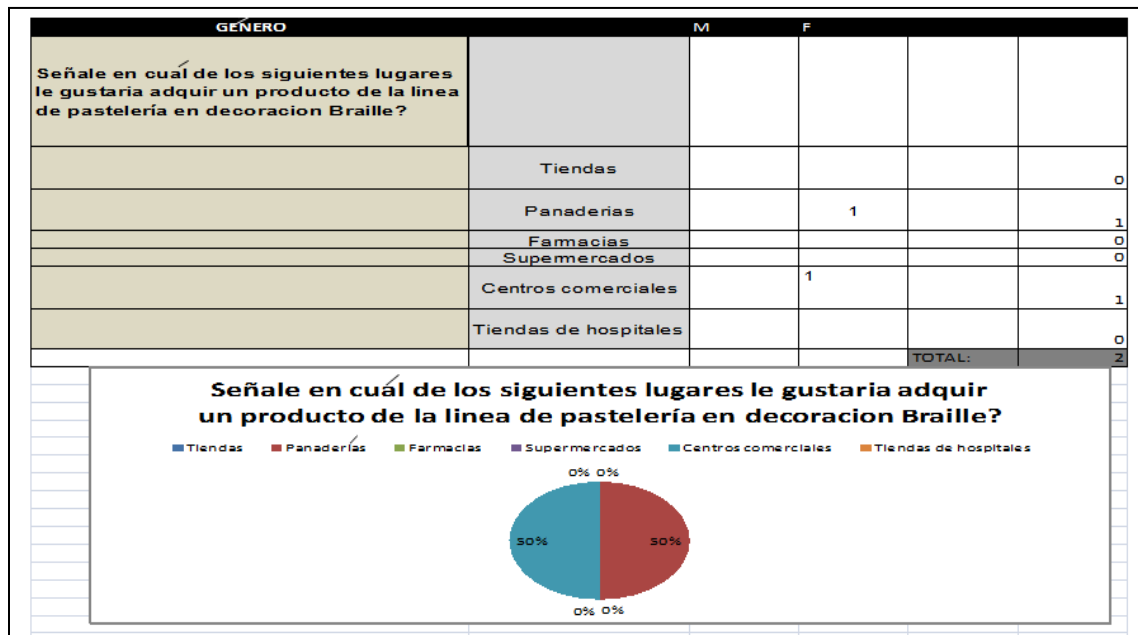 GÉNERO M F
Señale en cuál de los siguientes lugares
le gustaria adquir un producto de la linea
de pastelería en decoracion Braille?
Tiendas 0
Panaderias 1 1
Farmacias 0
Supermercados 0
Centros comerciales 1 1
Tiendas de hospitales 0
TOTAL: 2
Señale en cuál de los siguientes lugares le gustaria adquir
un producto de la linea de pastelería en decoracion Braille?
Tiendas Panaderías Farmacias Supermercados Centros comerciales Tiendas de hospitales
0% 0%
50% 50%
0% 0%